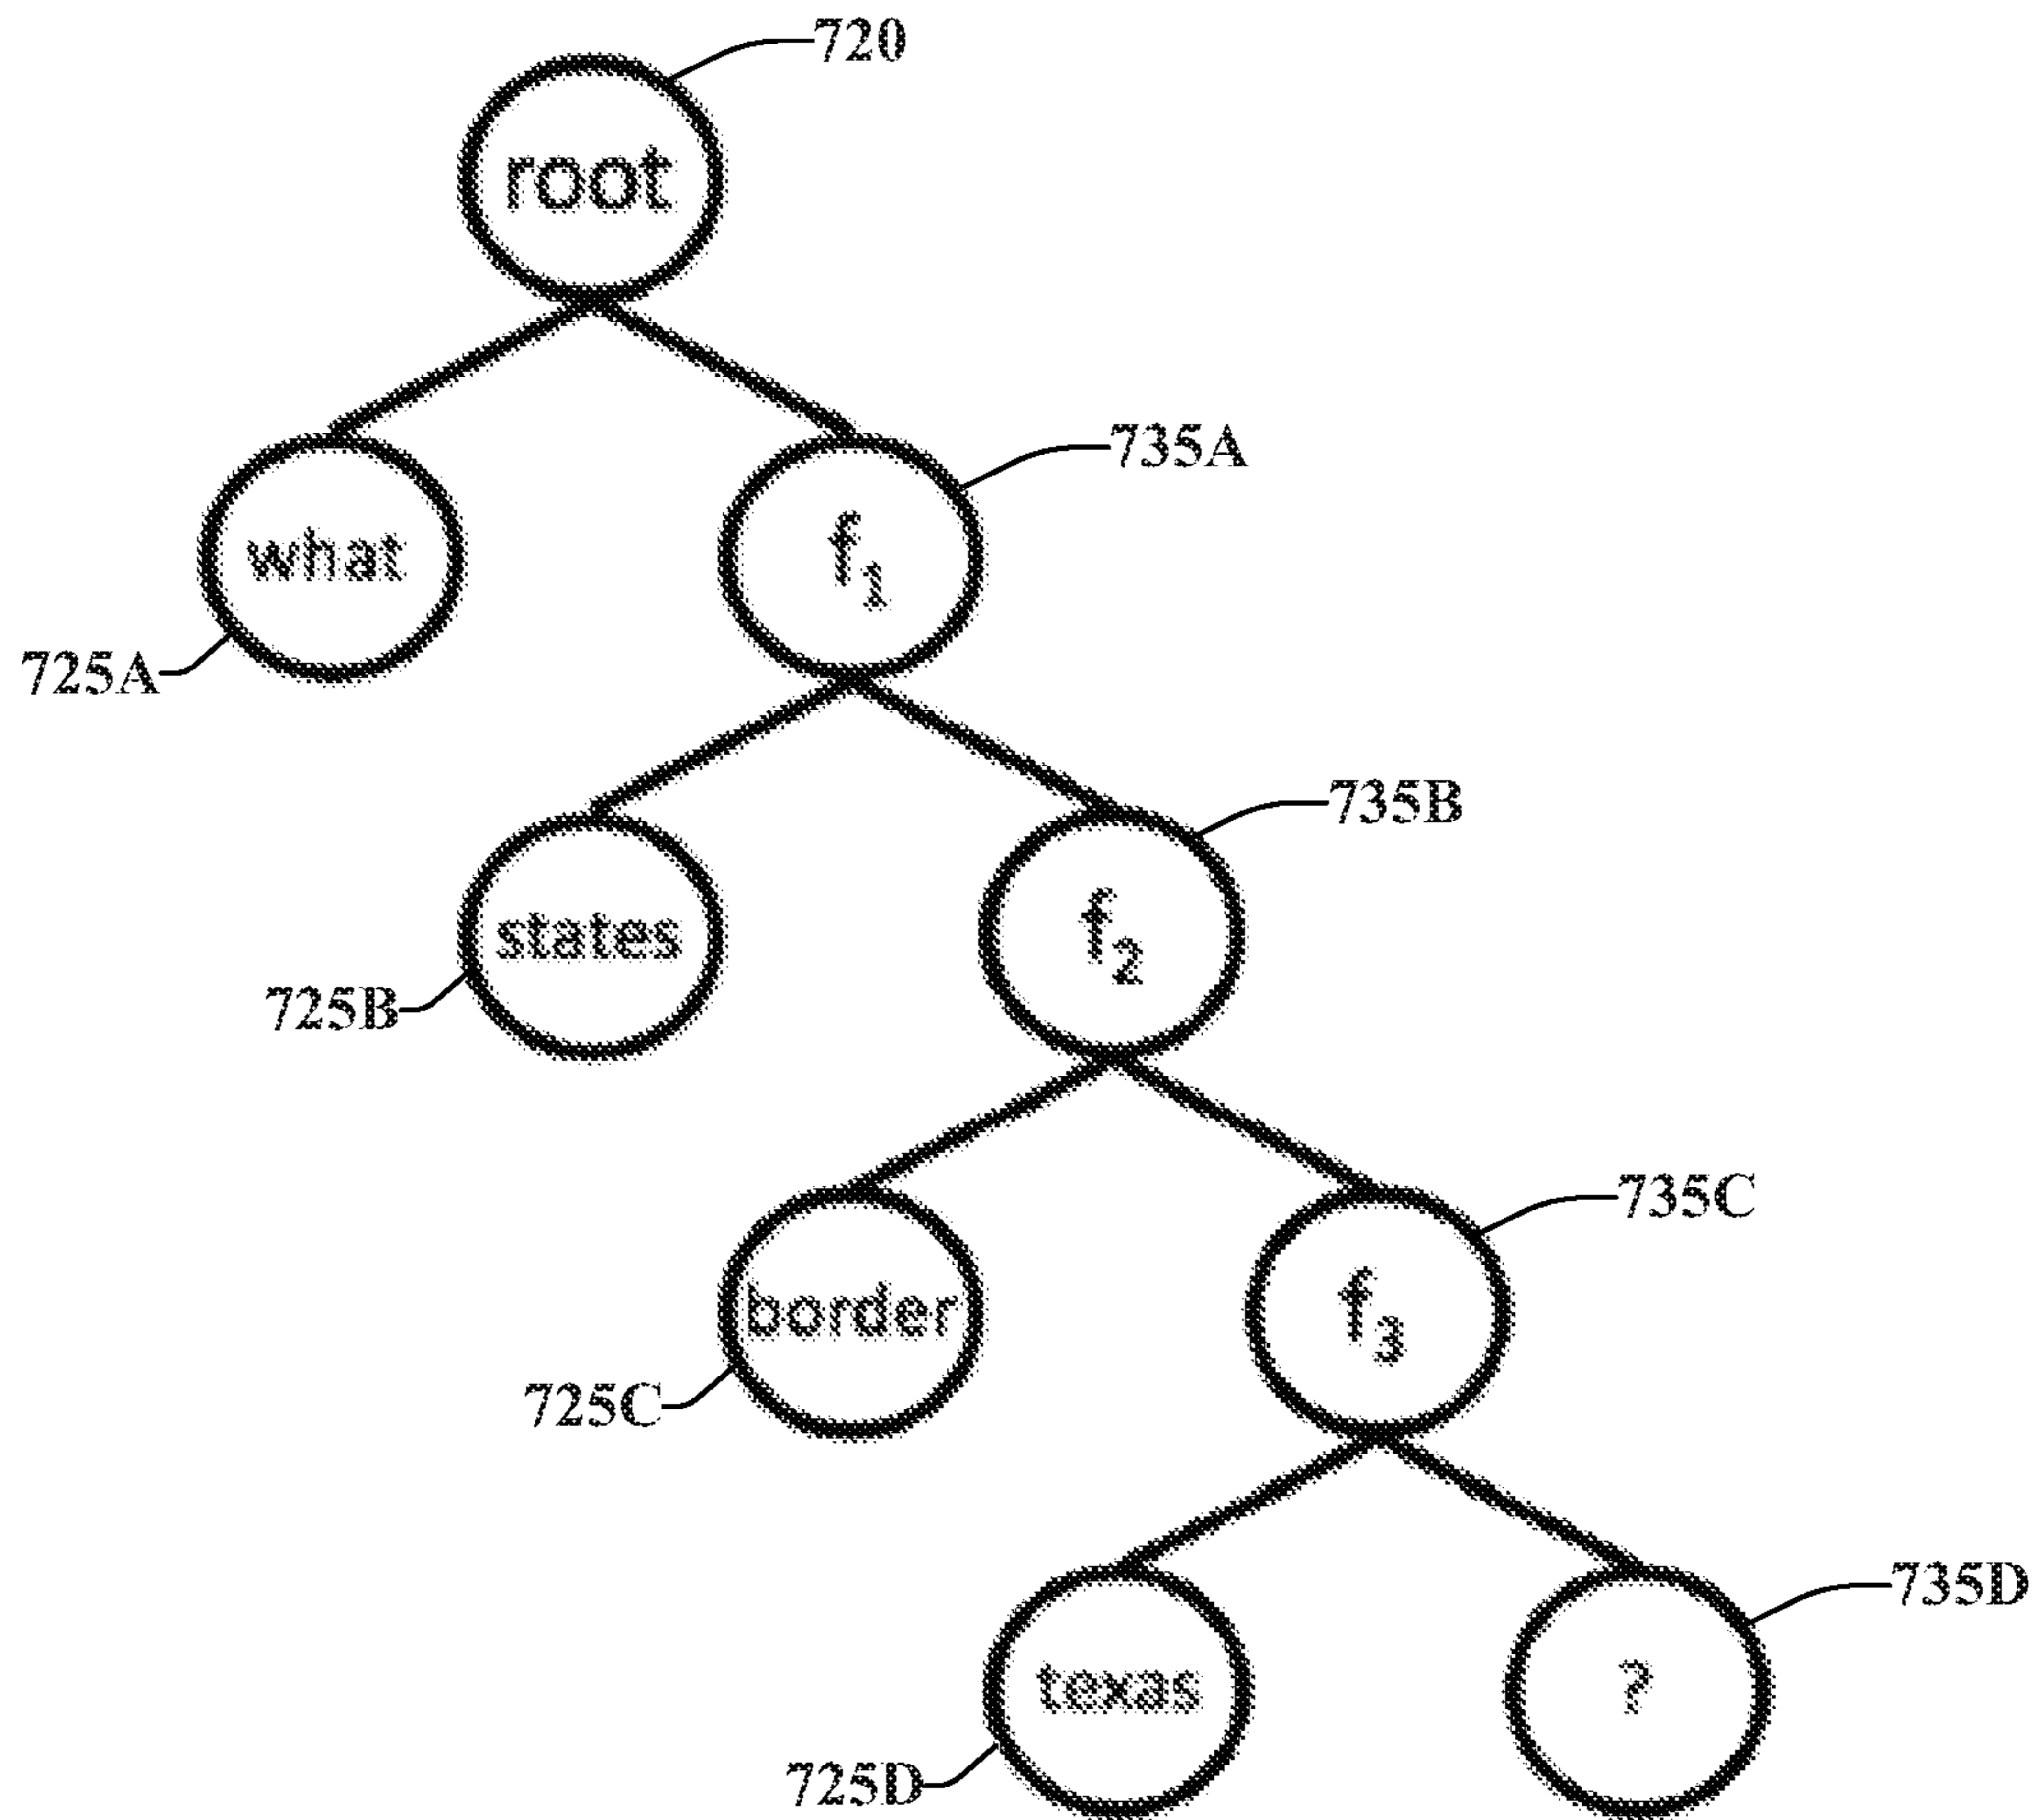 720
root
735A
what
f1
725A
735B
states
f2
725B
735C
border
f3
725C
735D
texas
?
725D